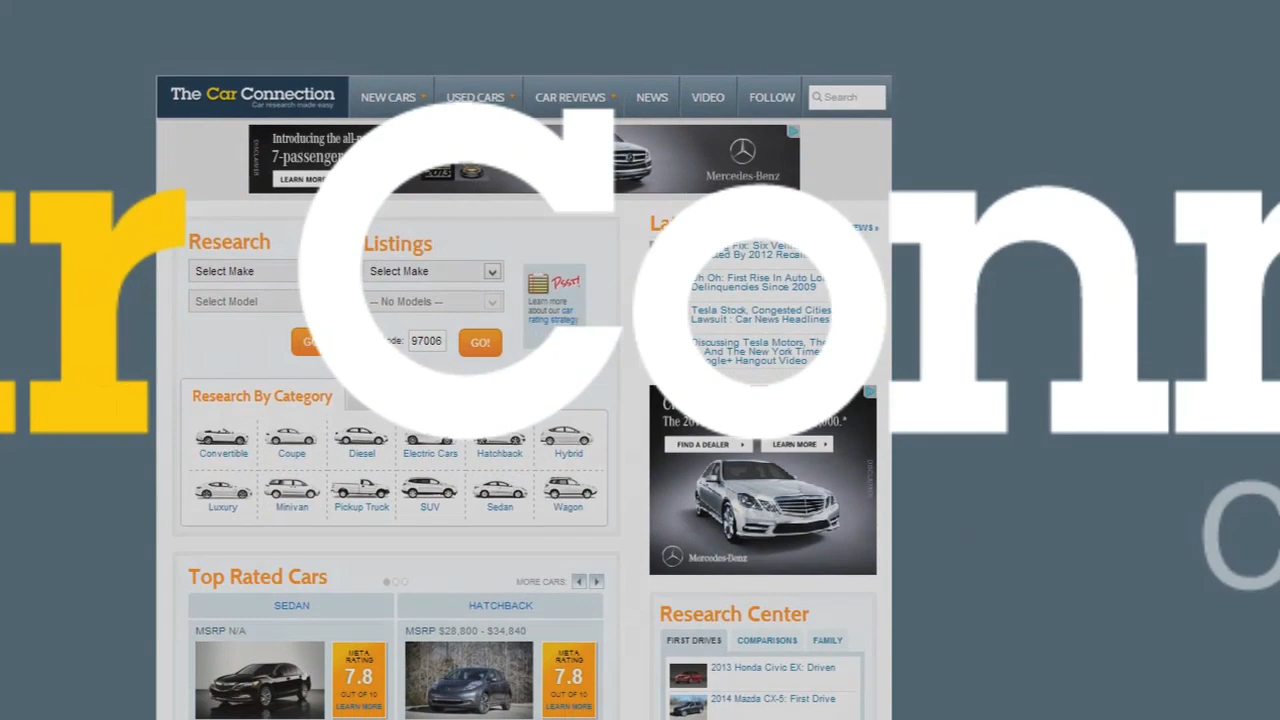 The Car Connection
Car research made easy
NEW CARS
USED CARS
CAR REVIEWS
NEWS
VIDEO
FOLLOW
Search
r Conn
Introducing the all-
7-passenger
LEARN MORE
DISCLAIMER
2013
Mercedes-Benz
Research
Select Make
Select Model
Listings
Select Make
-- No Models --
97006
GO!
Psst!
Learn more
about our car
rating strategy
2012
Oh: First Rise In Auto
Delinquencies Since 2009
Tesla Stock, Congested Cities
Lawsuit : Car News Headlines
Discussing Tesla Motors, The
And The New York Time
Hangout Video
FIND A DEALER
LEARN MORE
DISCLAIMER
Mercedes-Benz
Research By Category
Convertible
Coupe
Diesel
Electric Cars
Hatchback
Hybrid
Luxury
Minivan
Pickup Truck
SUV
Sedan
Wagon
Top Rated Cars
MORE CARS:
SEDAN
MSRP N/A
META
RATING
7.8
OUT OF 10
LEARN MORE
HATCHBACK
MSRP $28,800 - $34,840
META
RATING
7.8
OUT OF 10
LEARN MORE
Research Center
FIRST DRIVES
COMPARISONS
FAMILY
2013 Honda Civic EX: Driven
2014 Mazda CX-5: First Drive